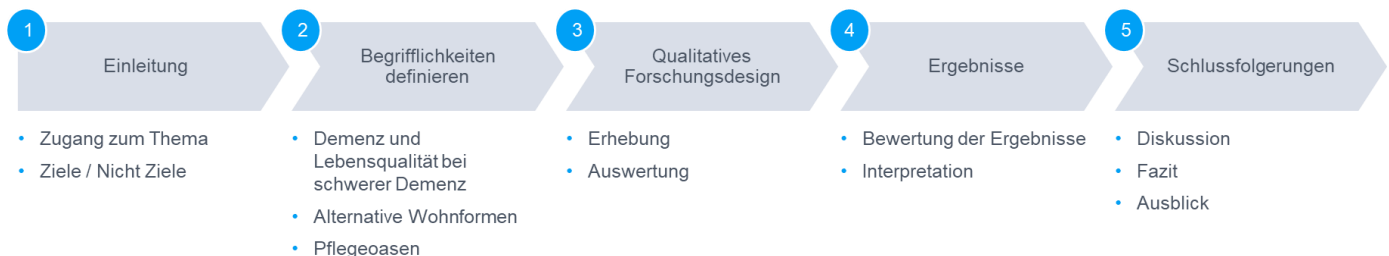 1
Einleitung
• Zugang zum Thema
• Ziele / Nicht Ziele
2
Begrifflichkeiten
definieren
• Demenz und
Lebensqualität bei
schwerer Demenz
• Alternative Wohnformen
• Pflegeoasen
3
Qualitatives
Forschungsdesign
• Erhebung
• Auswertung
4
Ergebnisse
• Bewertung der Ergebnisse
• Interpretation
5
Schlussfolgerungen
• Diskussion
• Fazit
• Ausblick